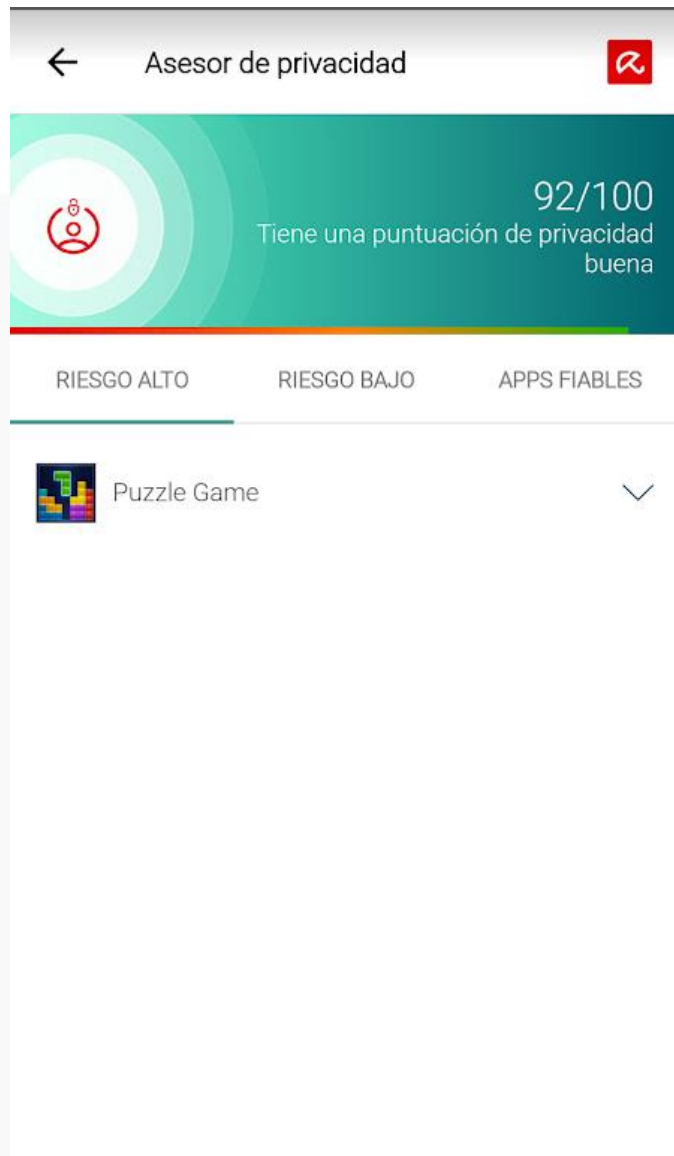 Asesor de privacidad
92/100
Tiene una puntuación de privacidad
buena
RIESGO ALTO
RIESGO BAJO
APPS FIABLES
Puzzle Game